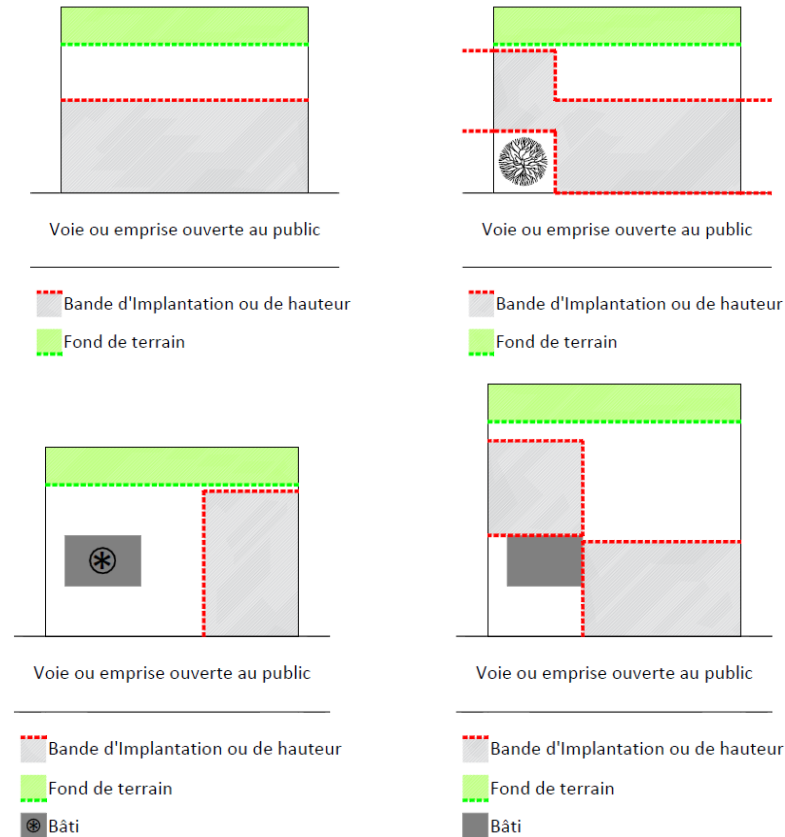 Voie ou emprise ouverte au public
Bande d'Implantation ou de hauteur
Fond de terrain
Voie ou emprise ouverte au public
Bande d'Implantation ou de hauteur
Fond de terrain
Voie ou emprise ouverte au public
Bande d'Implantation ou de hauteur
Fond de terrain
Bâti
Voie ou emprise ouverte au public
Bande d'Implantation ou de hauteur
Fond de terrain
Bâti